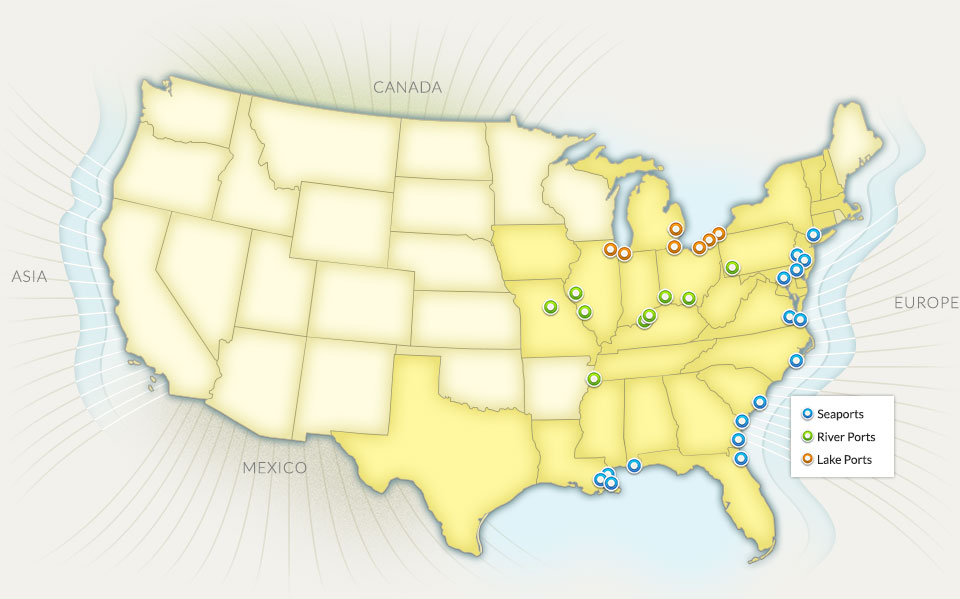 CANADA
ASIA
EUROPE
MEXICO
Seaports
River Ports
Lake Ports